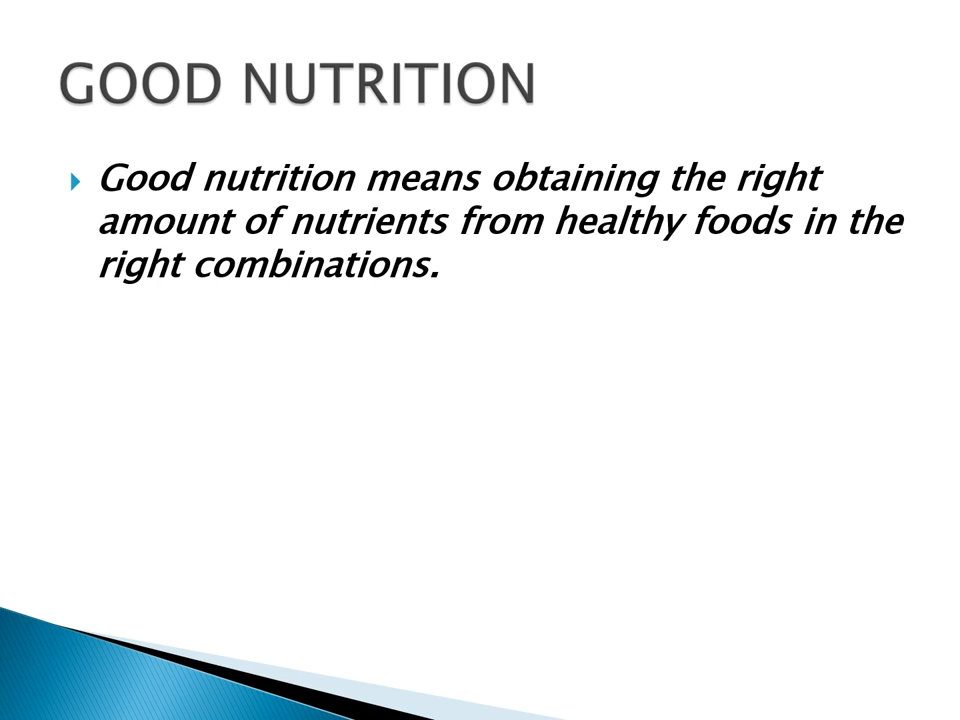 GOOD NUTRITION
Good nutrition means obtaining the right
amount of nutrients from healthy foods in the
right combinations.